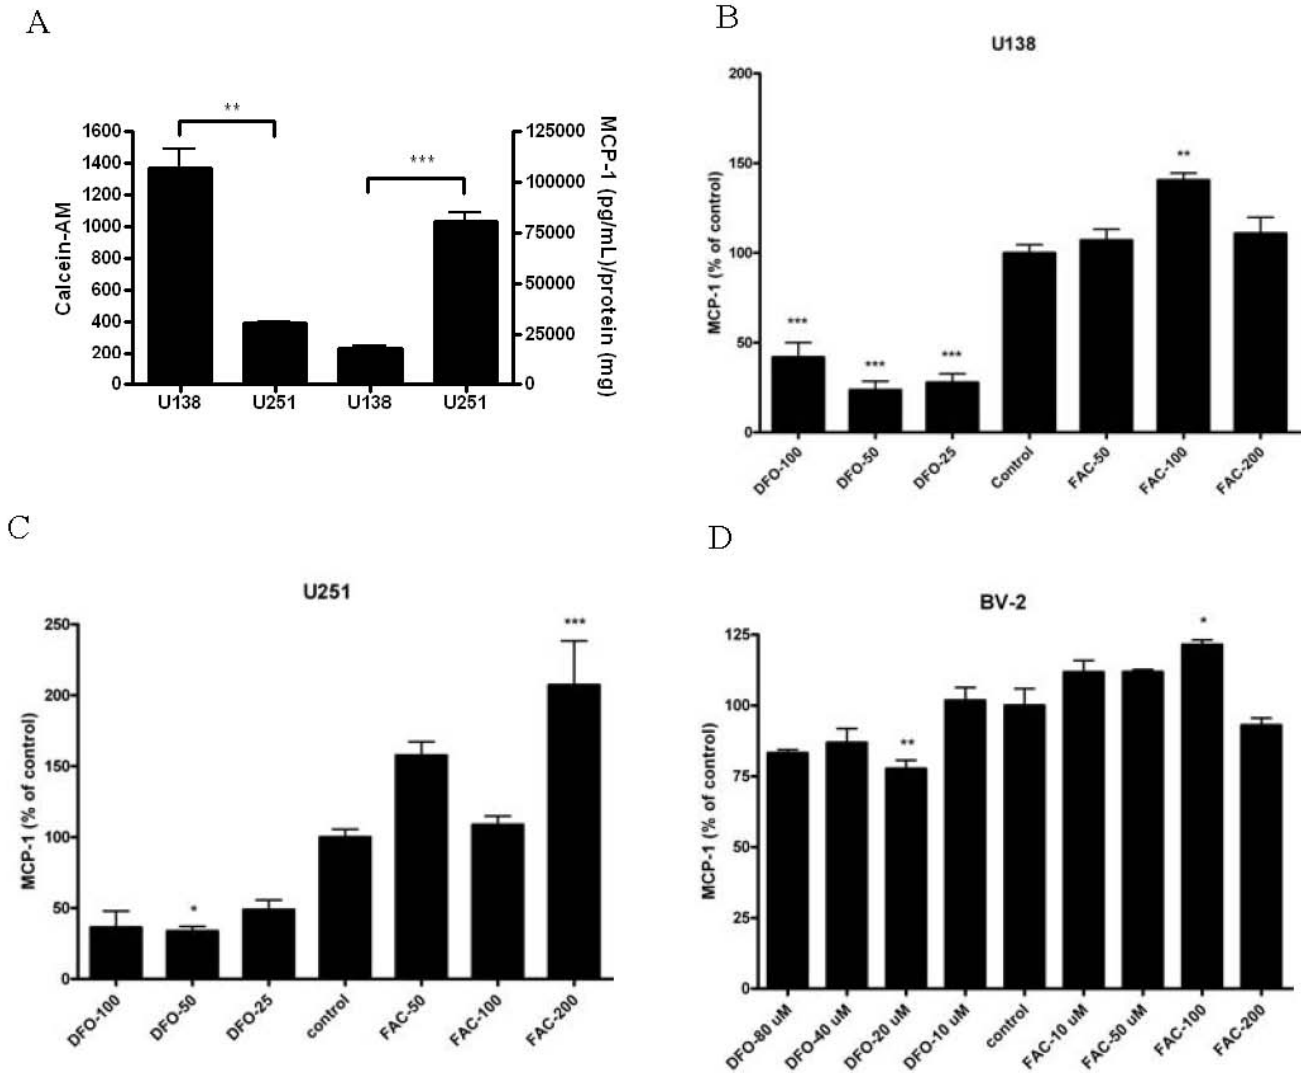 A
**
***
1600
1400
1200
1000
800
600
400
200
0
Calcein-AM
125000
100000
75000
50000
25000
0
MCP-1 (pg/mL)/protein (mg)
U138 U251 U138 U251
B
U138
200
150
100
50
0
MCP-1 (% of control)
*** *** *** **
DFO-100 DFO-50 DFO-25 Control FAC-50 FAC-100 FAC-200
C
U251
250
200
150
100
50
0
MCP-1 (% of control)
* ***
DFO-100 DFO-50 DFO-25 control FAC-50 FAC-100 FAC-200
D
BV-2
125
100
75
50
25
0
MCP-1 (% of control)
** *
DFO-80 uM DFO-40 uM DFO-20 uM DFO-10 uM control FAC-10 uM FAC-50 uM FAC-100 FAC-200